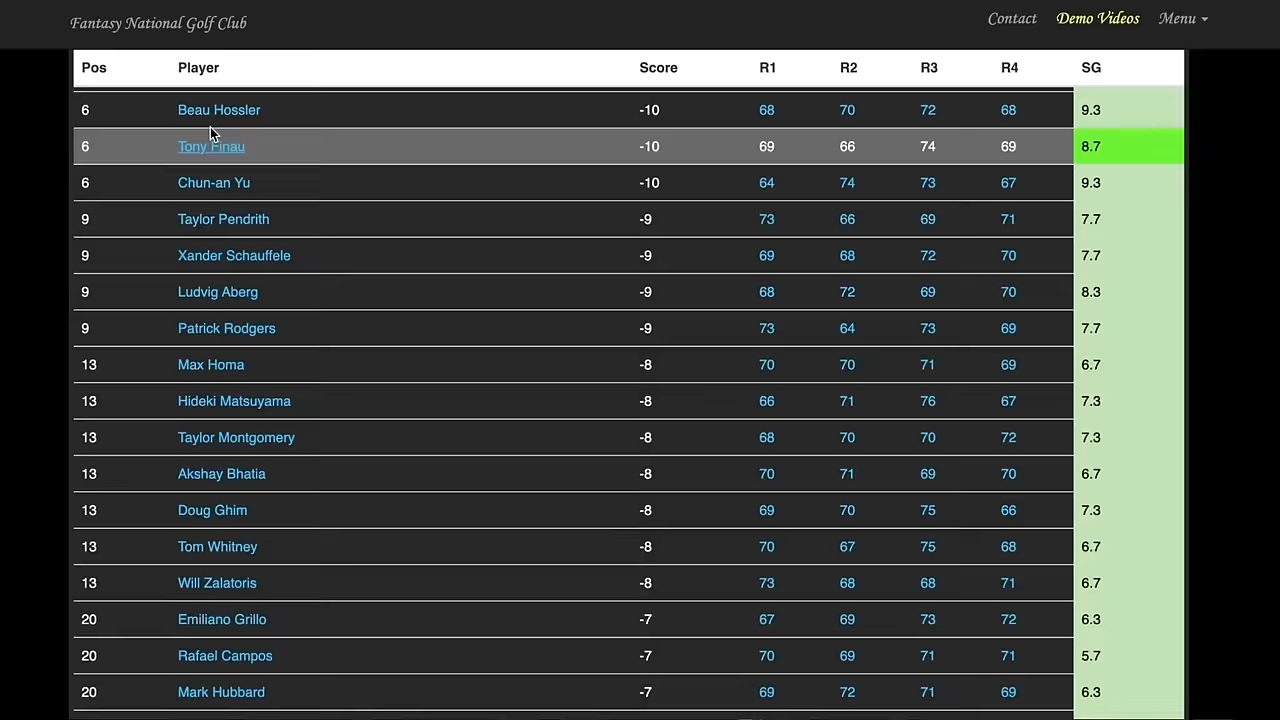 Fantasy National Golf Club Contact Demo Videos Menu
Pos Player Score R1 R2 R3 R4 SG
6 Beau Hossler -10 68 70 72 68 9.3
6 Tony Finau -10 69 66 74 69 8.7
6 Chun-an Yu -10 64 74 73 67 9.3
9 Taylor Pendrith -9 73 66 69 71 7.7
9 Xander Schauffele -9 69 68 72 70 7.7
9 Ludvig Aberg -9 68 72 69 70 8.3
9 Patrick Rodgers -9 73 64 73 69 7.7
13 Max Homa -8 70 70 71 69 6.7
13 Hideki Matsuyama -8 66 71 76 67 7.3
13 Taylor Montgomery -8 68 70 70 72 7.3
13 Akshay Bhatia -8 70 71 69 70 6.7
13 Doug Ghim -8 69 70 75 66 7.3
13 Tom Whitney -8 70 67 75 68 6.7
13 Will Zalatoris -8 73 68 68 71 6.7
20 Emiliano Grillo -7 67 69 73 72 6.3
20 Rafael Campos -7 70 69 71 71 5.7
20 Mark Hubbard -7 69 72 71 69 6.3